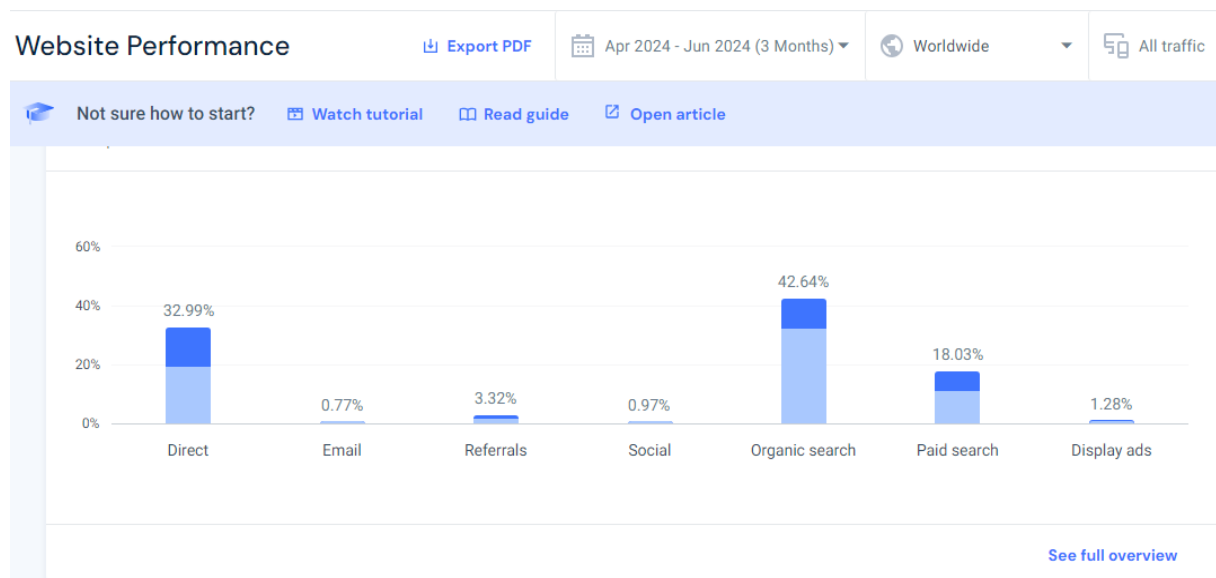 Website Performance
Export PDF
Apr 2024 - Jun 2024 (3 Months)
Worldwide
All traffic
Not sure how to start?
Watch tutorial
Read guide
Open article
60%
40%
20%
0%
32.99%
0.77%
3.32%
0.97%
42.64%
18.03%
1.28%
Direct
Email
Referrals
Social
Organic search
Paid search
Display ads
See full overview